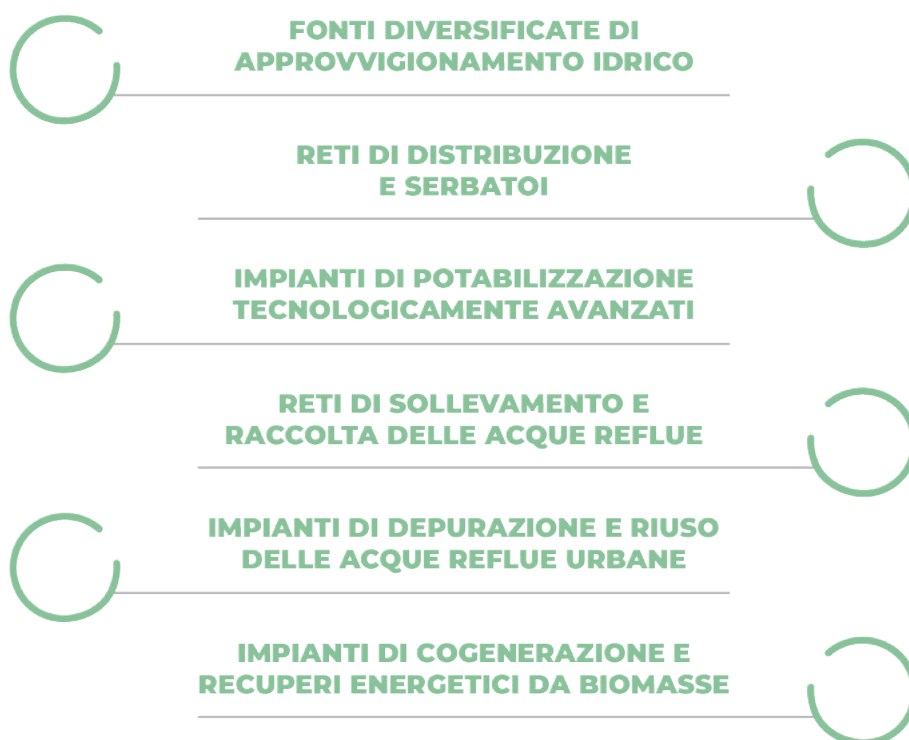 FONTI DIVERSIFICATE DI
APPROVVIGIONAMENTO IDRICO
RETI DI DISTRIBUZIONE
E SERBATOI
IMPIANTI DI POTABILIZZAZIONE
TECNOLOGICAMENTE AVANZATI
RETI DI SOLLEVAMENTO E
RACCOLTA DELLE ACQUE REFLUE
IMPIANTI DI DEPURAZIONE E RIUSO
DELLE ACQUE REFLUE URBANE
IMPIANTI DI COGENERAZIONE E
RECUPERI ENERGETICI DA BIOMASSE